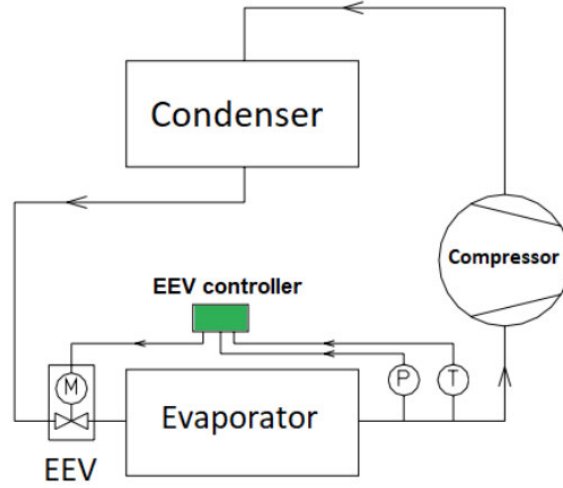 Condenser
Compressor
EEV controller
M
P
T
Evaporator
EEV